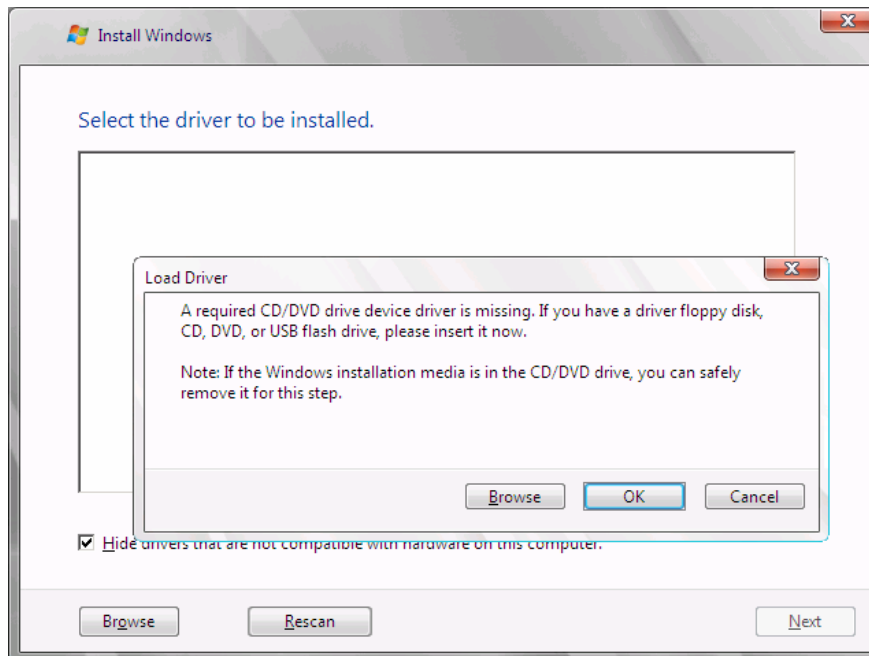 Install Windows
Select the driver to be installed.
Load Driver
A required CD/DVD drive device driver is missing. If you have a driver floppy disk,
CD, DVD, or USB flash drive, please insert it now.
Note: If the Windows installation media is in the CD/DVD drive, you can safely
remove it for this step.
Browse
OK
Cancel
Hide drivers that are not compatible with hardware on this computer.
Browse
Rescan
Next